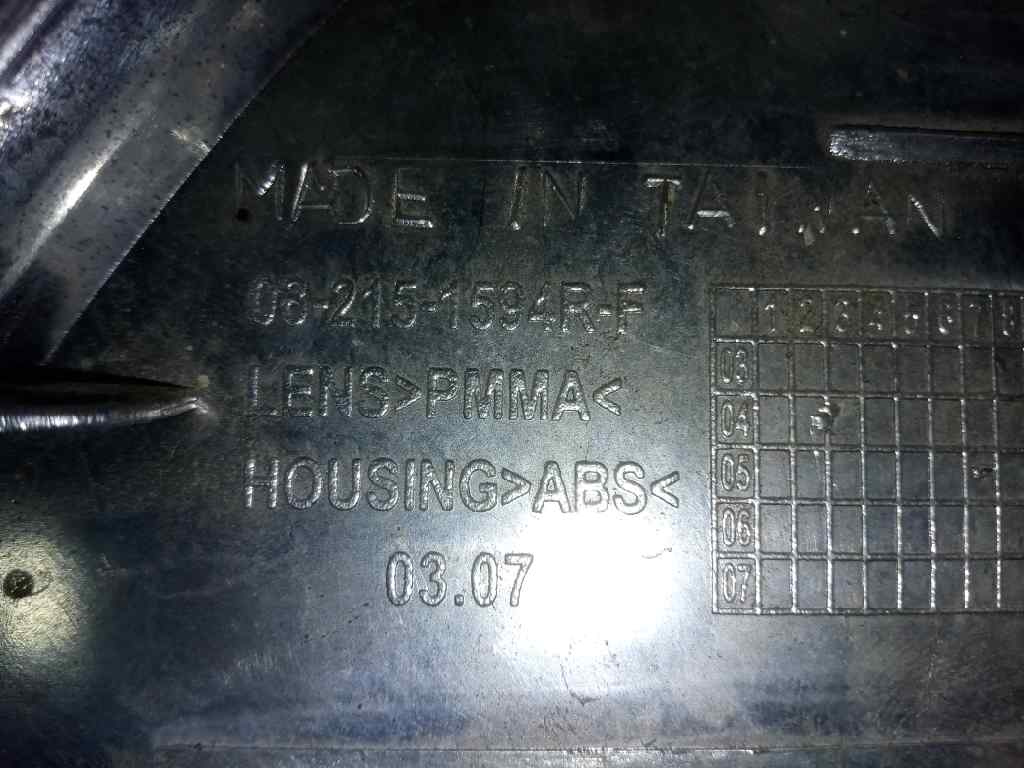 MADE IN TAIWAN
08-215-1594R-F
LENS>PMMA<
HOUSING>ABS<
03.07
1 2 3 4 5 6 7 8
03
04
05
06
07